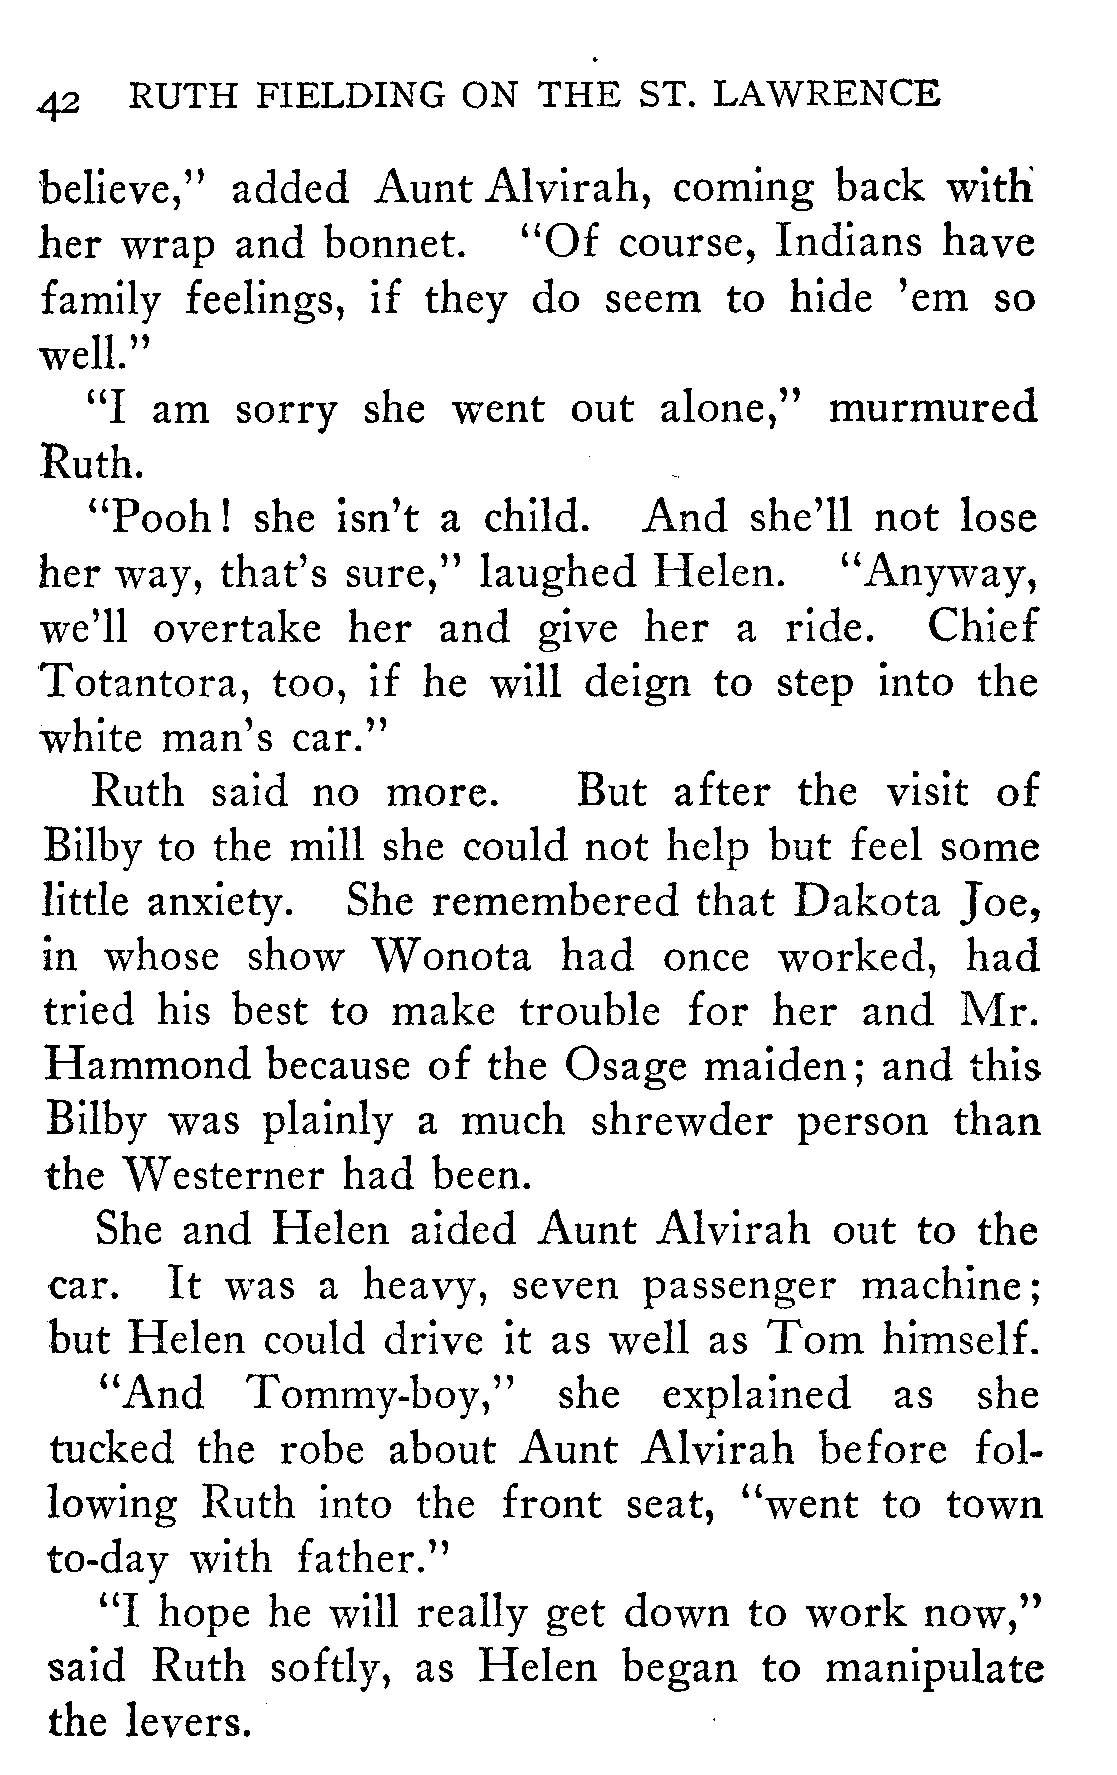 42 RUTH FIELDING ON THE ST. LAWRENCE
believe," added Aunt Alvirah, coming back with
her wrap and bonnet. "Of course, Indians have
family feelings, if they do seem to hide 'em so
well."
"I am sorry she went out alone," murmured
Ruth.
"Pooh! she isn't a child. And she'll not lose
her way, that's sure," laughed Helen. "Anyway,
we'll overtake her and give her a ride. Chief
Totantora, too, if he will deign to step into the
white man's car."
Ruth said no more. But after the visit of
Bilby to the mill she could not help but feel some
little anxiety. She remembered that Dakota Joe,
in whose show Wonota had once worked, had
tried his best to make trouble for her and Mr.
Hammond because of the Osage maiden; and this
Bilby was plainly a much shrewder person than
the Westerner had been.
She and Helen aided Aunt Alvirah out to the
car. It was a heavy, seven passenger machine;
but Helen could drive it as well as Tom himself.
"And Tommy-boy," she explained as she
tucked the robe about Aunt Alvirah before fol-
lowing Ruth into the front seat, "went to town
to-day with father."
"I hope he will really get down to work now,"
said Ruth softly, as Helen began to manipulate
the levers.